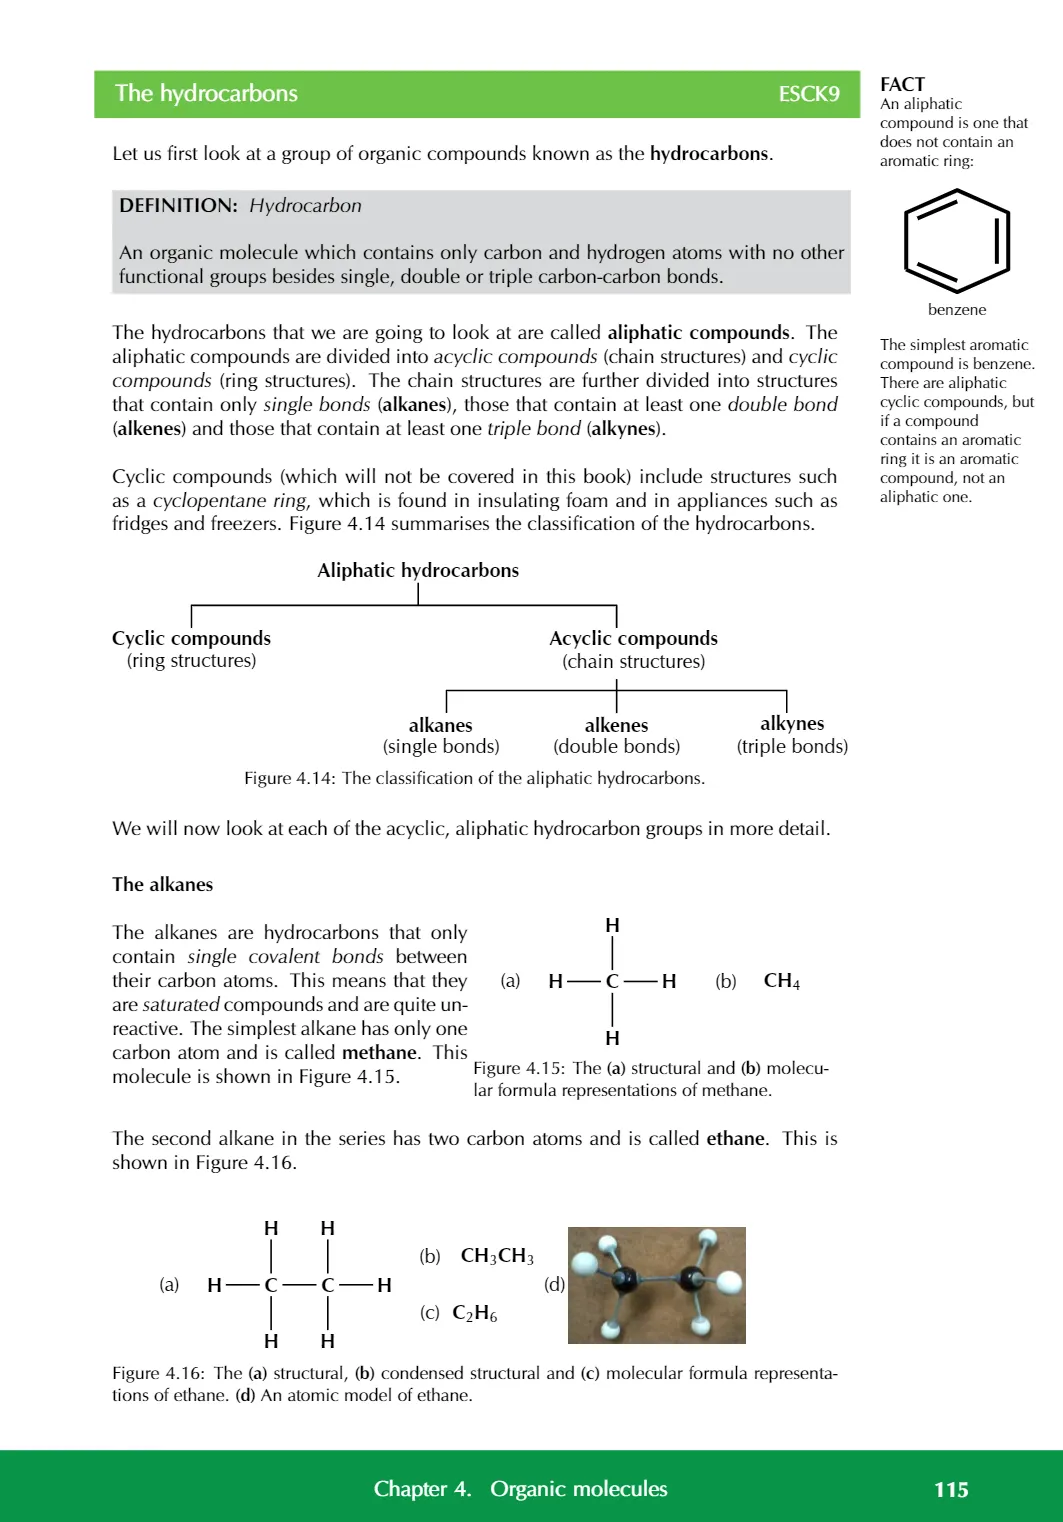 The hydrocarbons ESCK9
Let us first look at a group of organic compounds known as the hydrocarbons.
DEFINITION: Hydrocarbon
An organic molecule which contains only carbon and hydrogen atoms with no other
functional groups besides single, double or triple carbon-carbon bonds.
The hydrocarbons that we are going to look at are called aliphatic compounds. The
aliphatic compounds are divided into acyclic compounds (chain structures) and cyclic
compounds (ring structures). The chain structures are further divided into structures
that contain only single bonds (alkanes), those that contain at least one double bond
(alkenes) and those that contain at least one triple bond (alkynes).
Cyclic compounds (which will not be covered in this book) include structures such
as a cyclopentane ring, which is found in insulating foam and in appliances such as
fridges and freezers. Figure 4.14 summarises the classification of the hydrocarbons.
Aliphatic hydrocarbons
Cyclic compounds
(ring structures)
Acyclic compounds
(chain structures)
alkanes
(single bonds)
alkenes
(double bonds)
alkynes
(triple bonds)
Figure 4.14: The classification of the aliphatic hydrocarbons.
We will now look at each of the acyclic, aliphatic hydrocarbon groups in more detail.
The alkanes
The alkanes are hydrocarbons that only
contain single covalent bonds between
their carbon atoms. This means that they
are saturated compounds and are quite un-
reactive. The simplest alkane has only one
carbon atom and is called methane. This
molecule is shown in Figure 4.15.
H
(a) H C H (b) CH₄
H
Figure 4.15: The (a) structural and (b) molecu-
lar formula representations of methane.
The second alkane in the series has two carbon atoms and is called ethane. This is
shown in Figure 4.16.
H H
(a) H C C H
H H
(b) CH₃CH₃
(c) C₂H₆
(d)
Figure 4.16: The (a) structural, (b) condensed structural and (c) molecular formula representa-
tions of ethane. (d) An atomic model of ethane.
FACT
An aliphatic
compound is one that
does not contain an
aromatic ring:
benzene
The simplest aromatic
compound is benzene.
There are aliphatic
cyclic compounds, but
if a compound
contains an aromatic
ring it is an aromatic
compound, not an
aliphatic one.
Chapter 4. Organic molecules 115